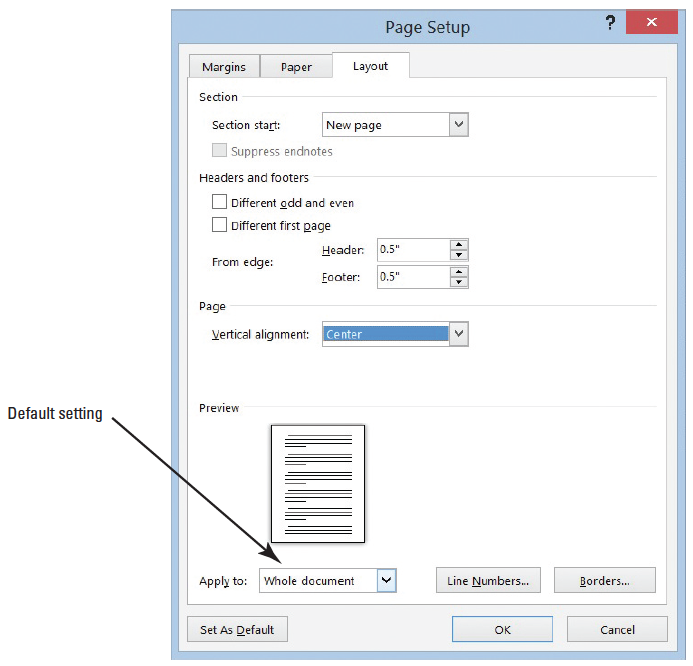 Page Setup ?
Margins Paper Layout
Section
Section start: New page
Suppress endnotes
Headers and footers
Different odd and even
Different first page
Header: 0.5"
From edge:
Footer: 0.5"
Page
Vertical alignment: Center
Preview
Default setting
Apply to: Whole document Line Numbers... Borders...
Set As Default OK Cancel